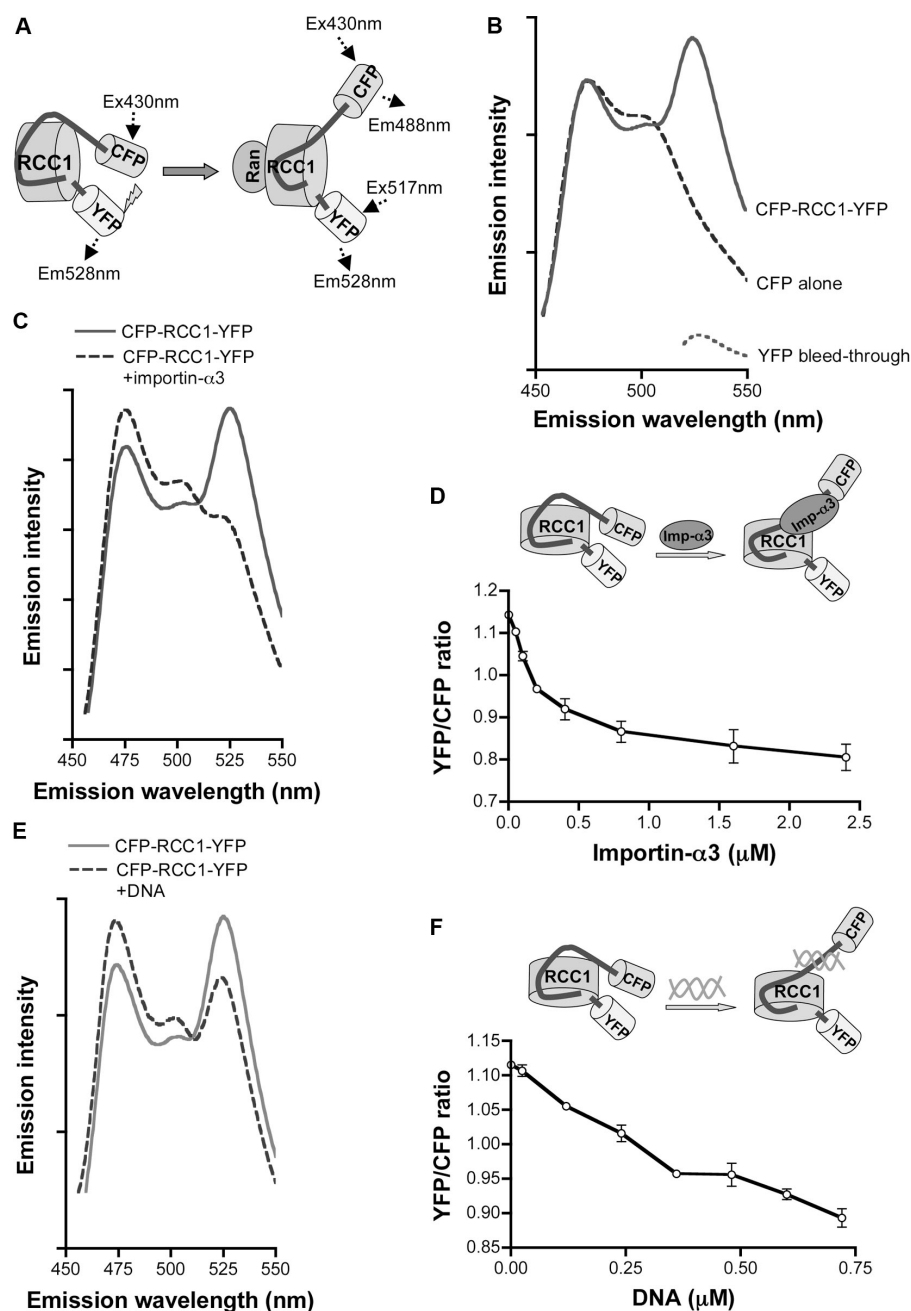 A
Ex430nm
RCC1
CFP
YFP
Em528nm
Ex430nm
CFP
Em488nm
Ran
RCC1
Ex517nm
YFP
Em528nm
B
Emission intensity
CFP-RCC1-YFP
CFP alone
YFP bleed-through
450 500 550
Emission wavelength (nm)
C
CFP-RCC1-YFP
CFP-RCC1-YFP
+importin-α3
Emission intensity
450 475 500 525 550
Emission wavelength (nm)
D
RCC1
CFP
YFP
Imp-α3
CFP
Imp-α3
RCC1
YFP
YFP/CFP ratio
1.2
1.1
1.0
0.9
0.8
0.7
0.0 0.5 1.0 1.5 2.0 2.5
Importin-α3 (μM)
E
CFP-RCC1-YFP
CFP-RCC1-YFP
+DNA
Emission intensity
450 475 500 525 550
Emission wavelength (nm)
F
RCC1
CFP
YFP
CFP
RCC1
YFP
YFP/CFP ratio
1.15
1.10
1.05
1.00
0.95
0.90
0.85
0.00 0.25 0.50 0.75
DNA (μM)